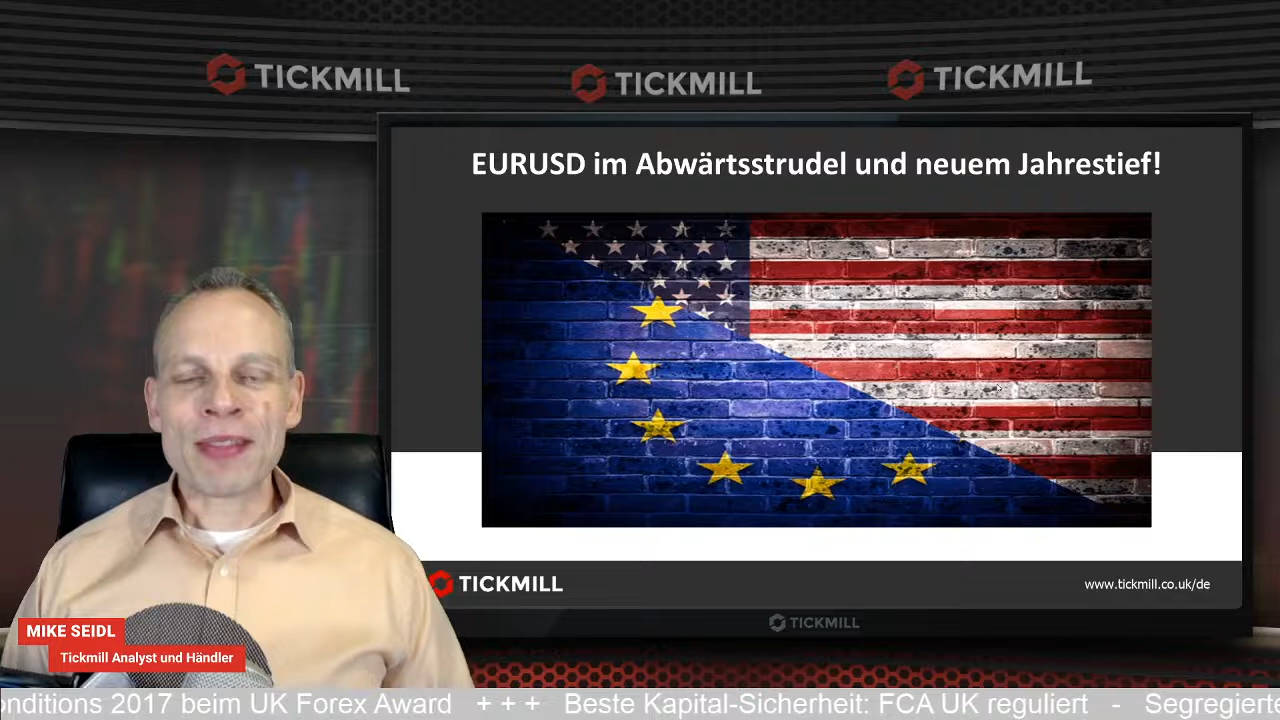 TICKMILL
TICKMILL
TICKMILL
EURUSD im Abwärtsstrudel und neuem Jahrestief!
TICKMILL
www.tickmill.co.uk/de
TICKMILL
MIKE SEIDL
Tickmill Analyst und Händler
onditions 2017 beim UK Forex Award +++ Beste Kapital-Sicherheit: FCA UK reguliert - Segregierte